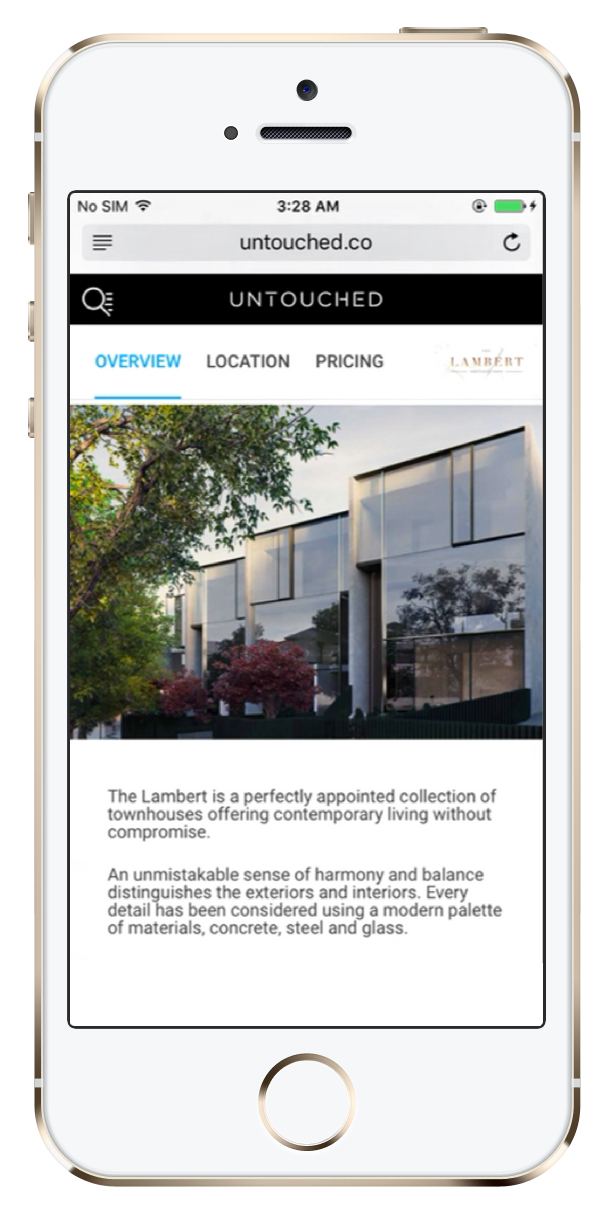 No SIM 3:28 AM
untouched.co
UNTOUCHED
OVERVIEW LOCATION PRICING LAMBERT
The Lambert is a perfectly appointed collection of
townhouses offering contemporary living without
compromise.
An unmistakable sense of harmony and balance
distinguishes the exteriors and interiors. Every
detail has been considered using a modern palette
of materials, concrete, steel and glass.